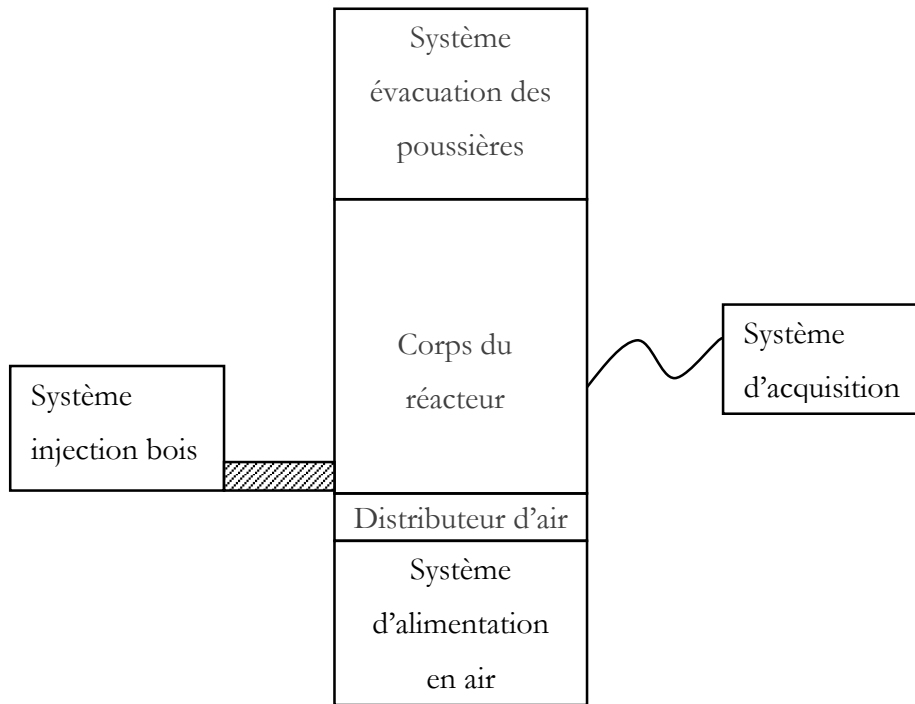 Système
évacuation des
poussières
Corps du
réacteur
Système
d'acquisition
Système
injection bois
Distributeur d'air
Système
d'alimentation
en air